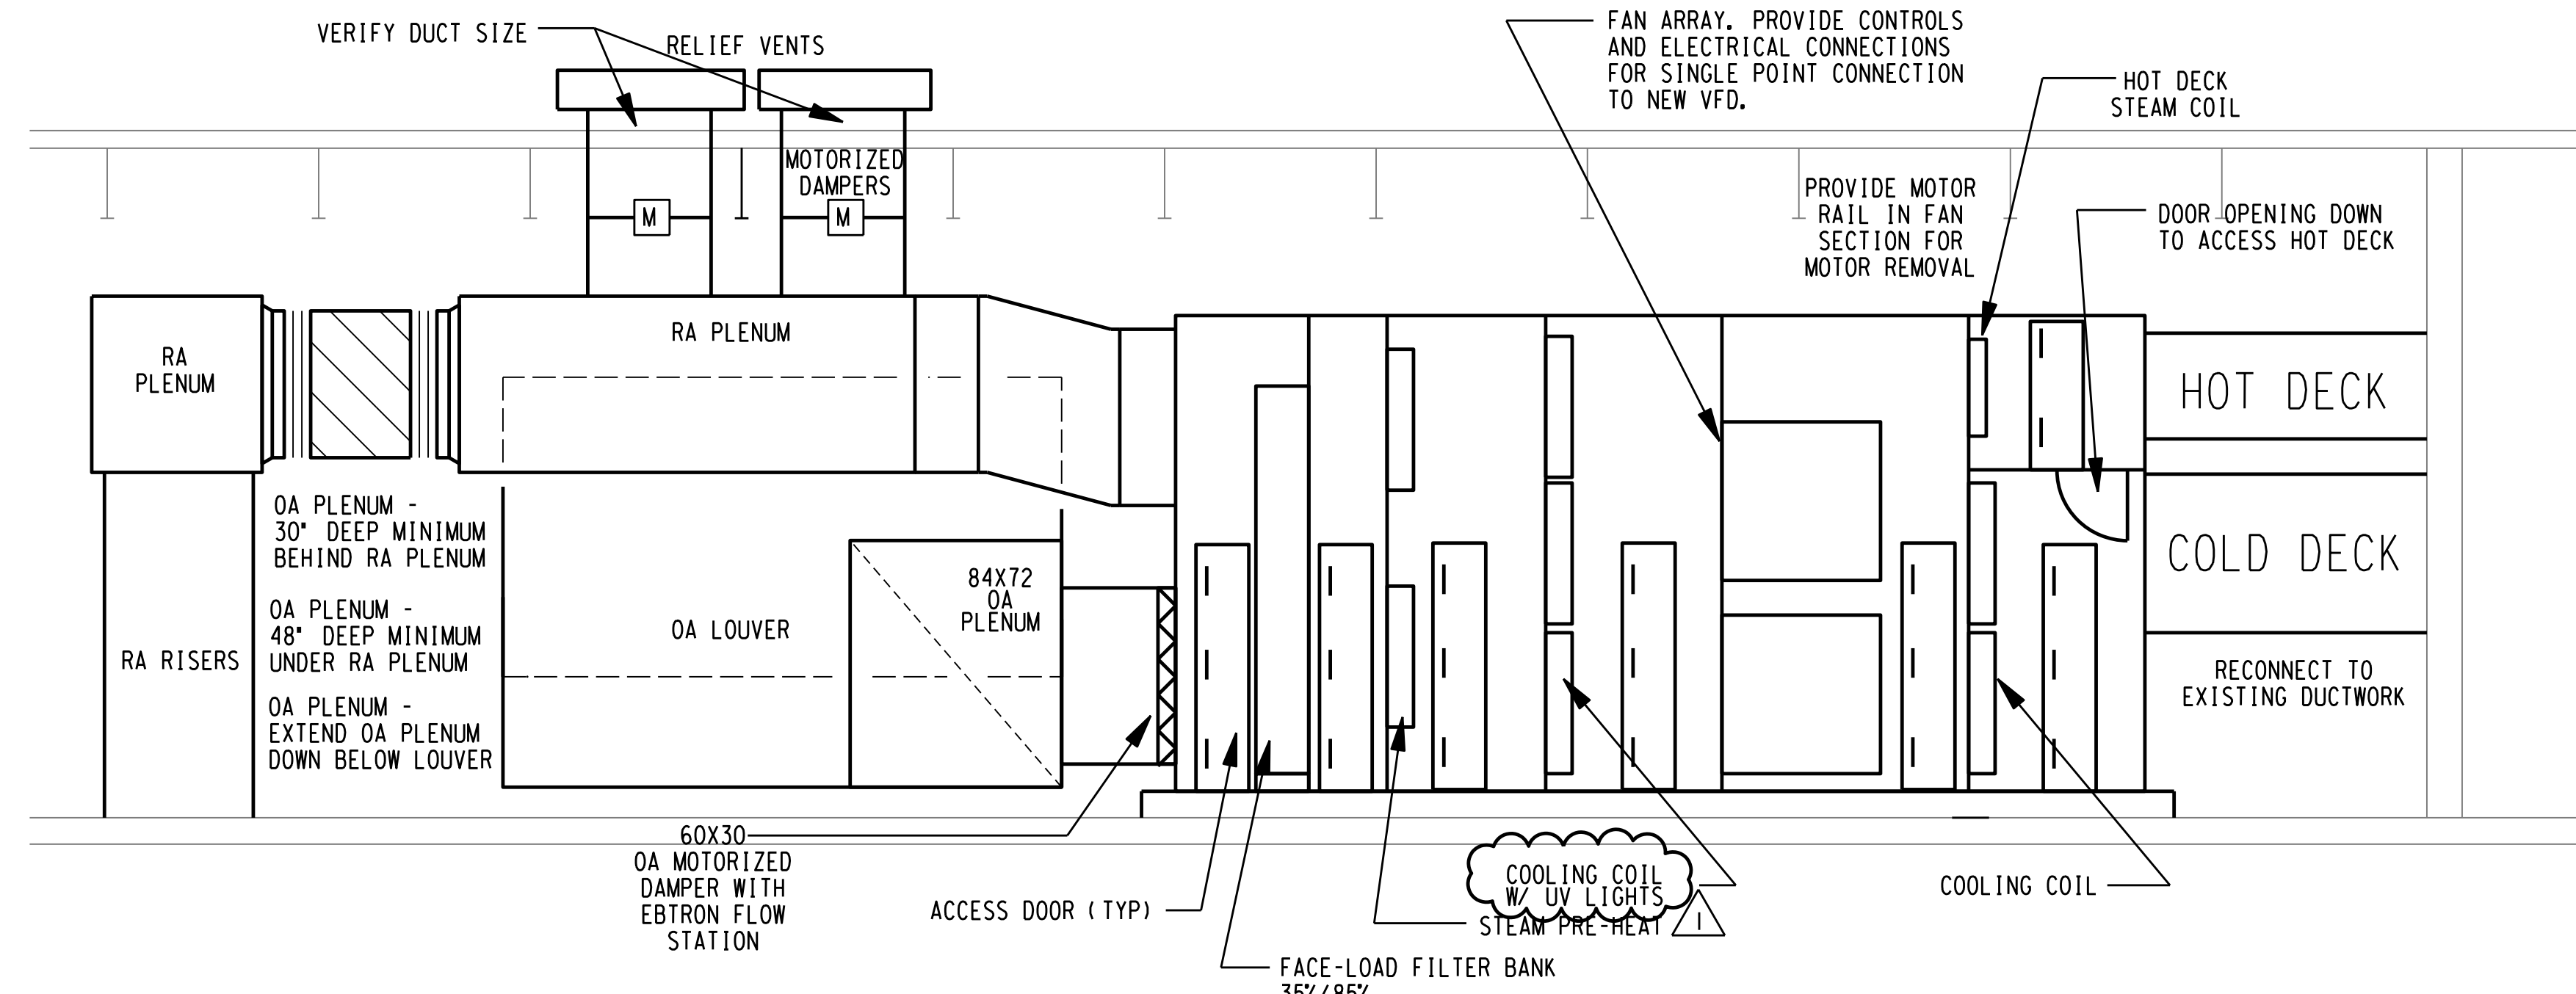 VERIFY DUCT SIZE
RELIEF VENTS
FAN ARRAY. PROVIDE CONTROLS
AND ELECTRICAL CONNECTIONS
FOR SINGLE POINT CONNECTION
TO NEW VFD.
HOT DECK
STEAM COIL
MOTORIZED
DAMPERS
M
M
PROVIDE MOTOR
RAIL IN FAN
SECTION FOR
MOTOR REMOVAL
DOOR OPENING DOWN
TO ACCESS HOT DECK
RA
PLENUM
RA PLENUM
HOT DECK
COLD DECK
OA PLENUM -
30" DEEP MINIMUM
BEHIND RA PLENUM
OA PLENUM -
48" DEEP MINIMUM
UNDER RA PLENUM
OA PLENUM -
EXTEND OA PLENUM
DOWN BELOW LOUVER
RA RISERS
OA LOUVER
84X72
OA
PLENUM
RECONNECT TO
EXISTING DUCTWORK
60X30
OA MOTORIZED
DAMPER WITH
EBTRON FLOW
STATION
ACCESS DOOR (TYP)
COOLING COIL
W/ UV LIGHTS
STEAM PRE-HEAT
1
COOLING COIL
FACE-LOAD FILTER BANK